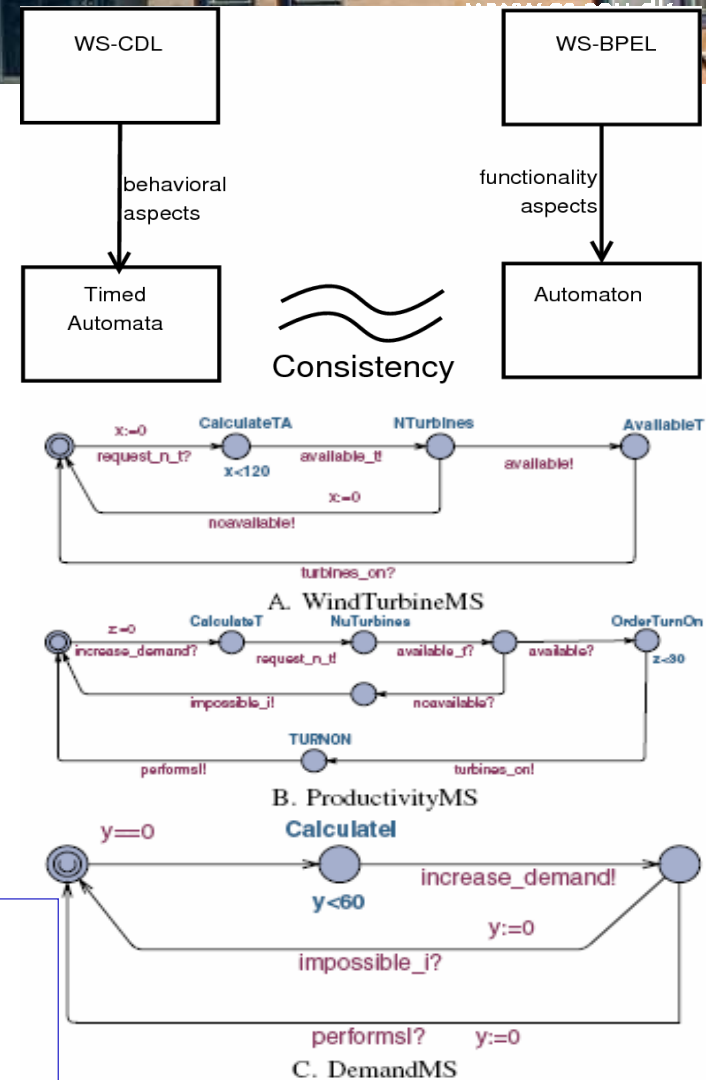 WS-CDL
WS-BPEL
behavioral
aspects
functionality
aspects
Timed
Automata
Automaton
Consistency
x:=0
CalculateTA
NTurbines
AvailableT
request_n_t?
x<120
available_t!
available!
x:=0
noavailable!
turbines_on?
A. WindTurbineMS
z=0
CalculateT
NuTurbines
OrderTurnOn
increase_demand?
request_n_t!
available_t?
available?
z<30
impossible_i!
noavailable?
TURNON
performsI!
turbines_on!
B. ProductivityMS
y==0
CalculateI
increase_demand!
y<60
y:=0
impossible_i?
performsI? y:=0
C. DemandMS